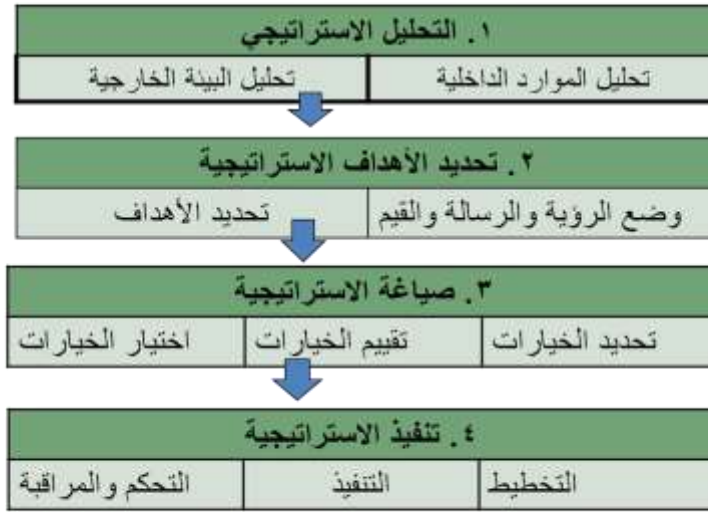 ١. التحليل الاستراتيجي
تحليل الموارد الداخلية تحليل البيئة الخارجية
٢. تحديد الأهداف الاستراتيجية
وضع الرؤية والرسالة والقيم تحديد الأهداف
٣. صياغة الاستراتيجية
تحديد الخيارات تقييم الخيارات اختيار الخيارات
٤. تنفيذ الاستراتيجية
التخطيط التنفيذ التحكم والمراقبة